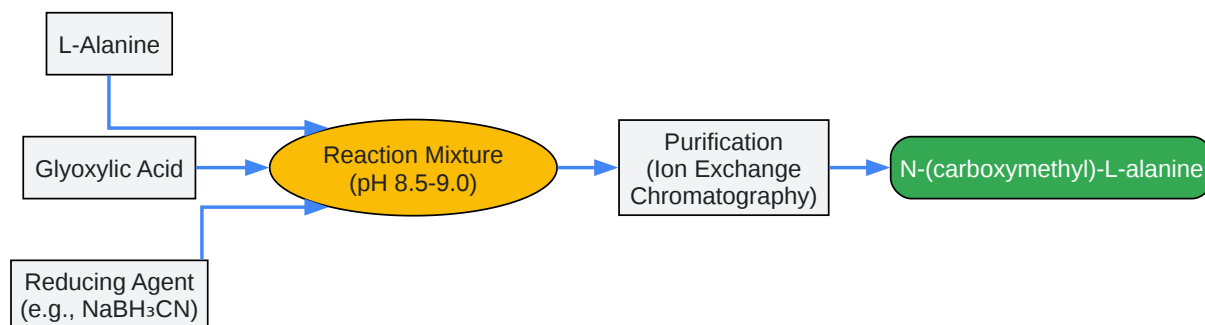 L-Alanine
Glyoxylic Acid
Reducing Agent
(e.g., NaBH₃CN)
Reaction Mixture
(pH 8.5-9.0)
Purification
(Ion Exchange
Chromatography)
N-(carboxymethyl)-L-alanine